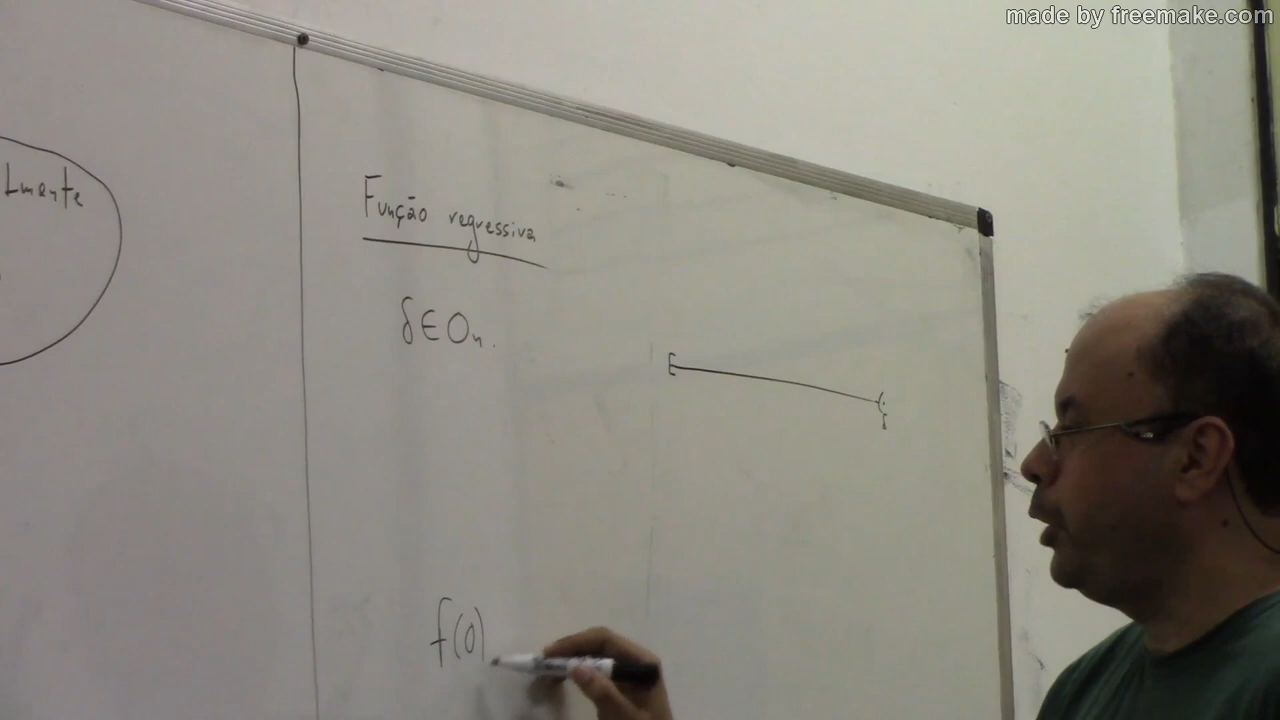 made by freemake.com
Lmente
Função regressiva
δ∈On.
f(0)